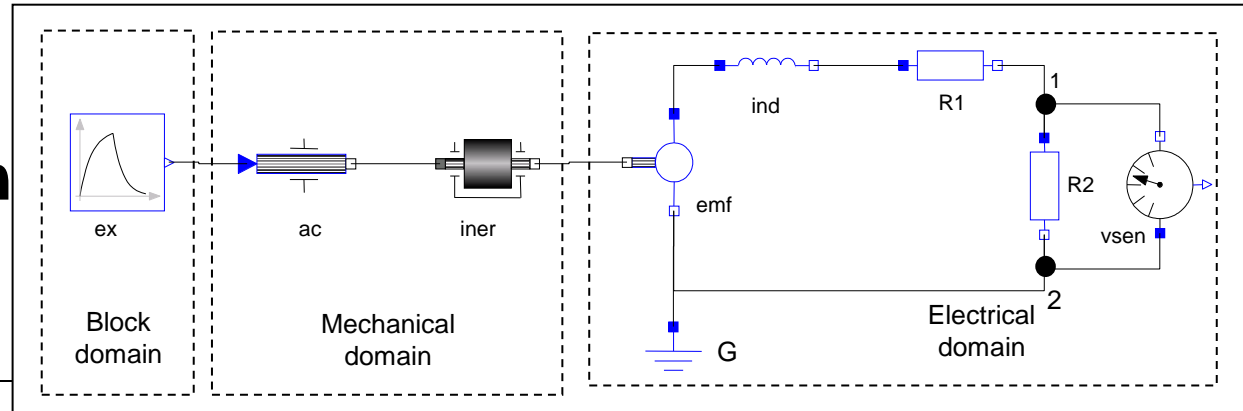 ex
ac
iner
emf
ind
R1
1
R2
vsen
2
G
Block
domain
Mechanical
domain
Electrical
domain